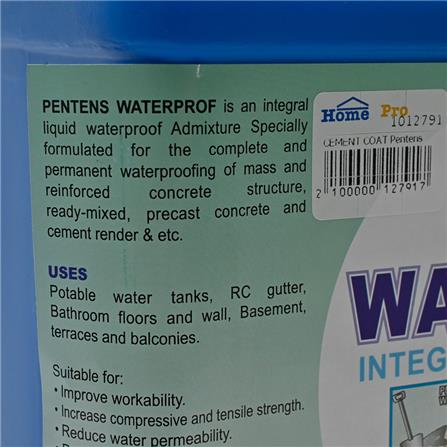 PENTENS WATERPROF is an integral
liquid waterproof Admixture Specially
formulated for the complete and
permanent waterproofing of mass and
reinforced concrete structure,
ready-mixed, precast concrete and
cement render & etc.
USES
Potable water tanks, RC gutter,
Bathroom floors and wall, Basement,
terraces and balconies.
Suitable for:
• Improve workability.
• Increase compressive and tensile strength.
• Reduce water permeability.
Home Pro
1012791
CEMENT COAT Pentens
2 100000 127917
WA
INTEG